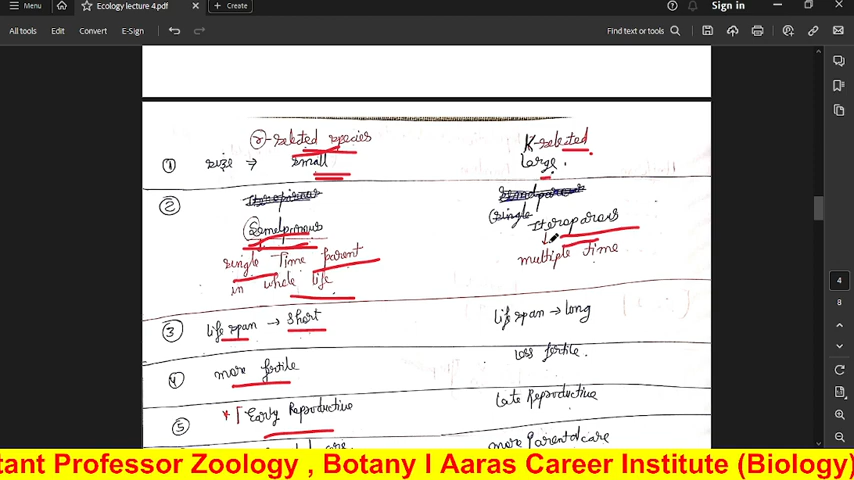 Menu
Ecology lecture 4.pdf
Create
Sign in
All tools Edit Convert E-Sign
Find text or tools
r-selected species K-selected
① size → small large.
②
Semelparous (single Iteroparous
single Time parent multiple time
in whole life
③ life span → short life span → long
④ more fertile less fertile.
⑤ * Early Reproductive late Reproductive
care more Parental care
4
8
tant Professor Zoology , Botany I Aaras Career Institute (Biology)